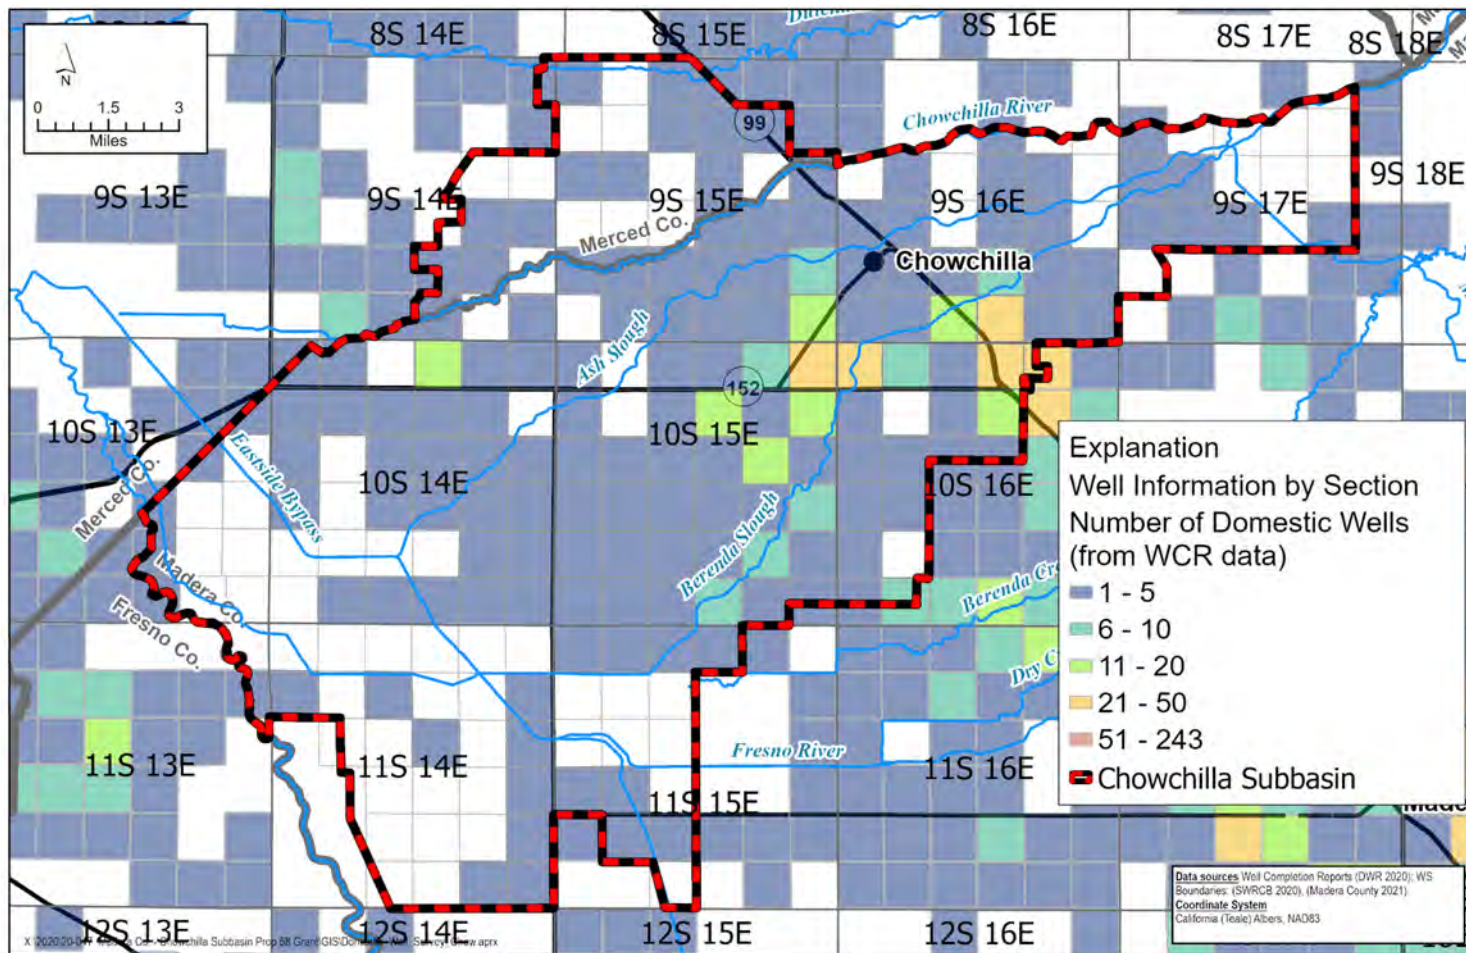 8S 14E
8S 15E
8S 16E
8S 17E
8S 18E
N
0 1.5 3
Miles
99
Chowchilla River
9S 13E
9S 14E
9S 15E
9S 16E
9S 17E
9S 18E
Merced Co.
Chowchilla
Ash Slough
152
10S 13E
Eastside Bypass
10S 14E
10S 15E
10S 16E
Merced Co.
Madera Co.
Fresno Co.
Berenda Slough
Berenda Cre
Dry C
Fresno River
11S 13E
11S 14E
11S 15E
11S 16E
12S 13E
12S 14E
12S 15E
12S 16E
Explanation
Well Information by Section
Number of Domestic Wells
(from WCR data)
1 - 5
6 - 10
11 - 20
21 - 50
51 - 243
Chowchilla Subbasin
Data sources Well Completion Reports (DWR 2020); WS
Boundaries: (SWRCB 2020), (Madera County 2021)
Coordinate System
California (Teale) Albers, NAD83